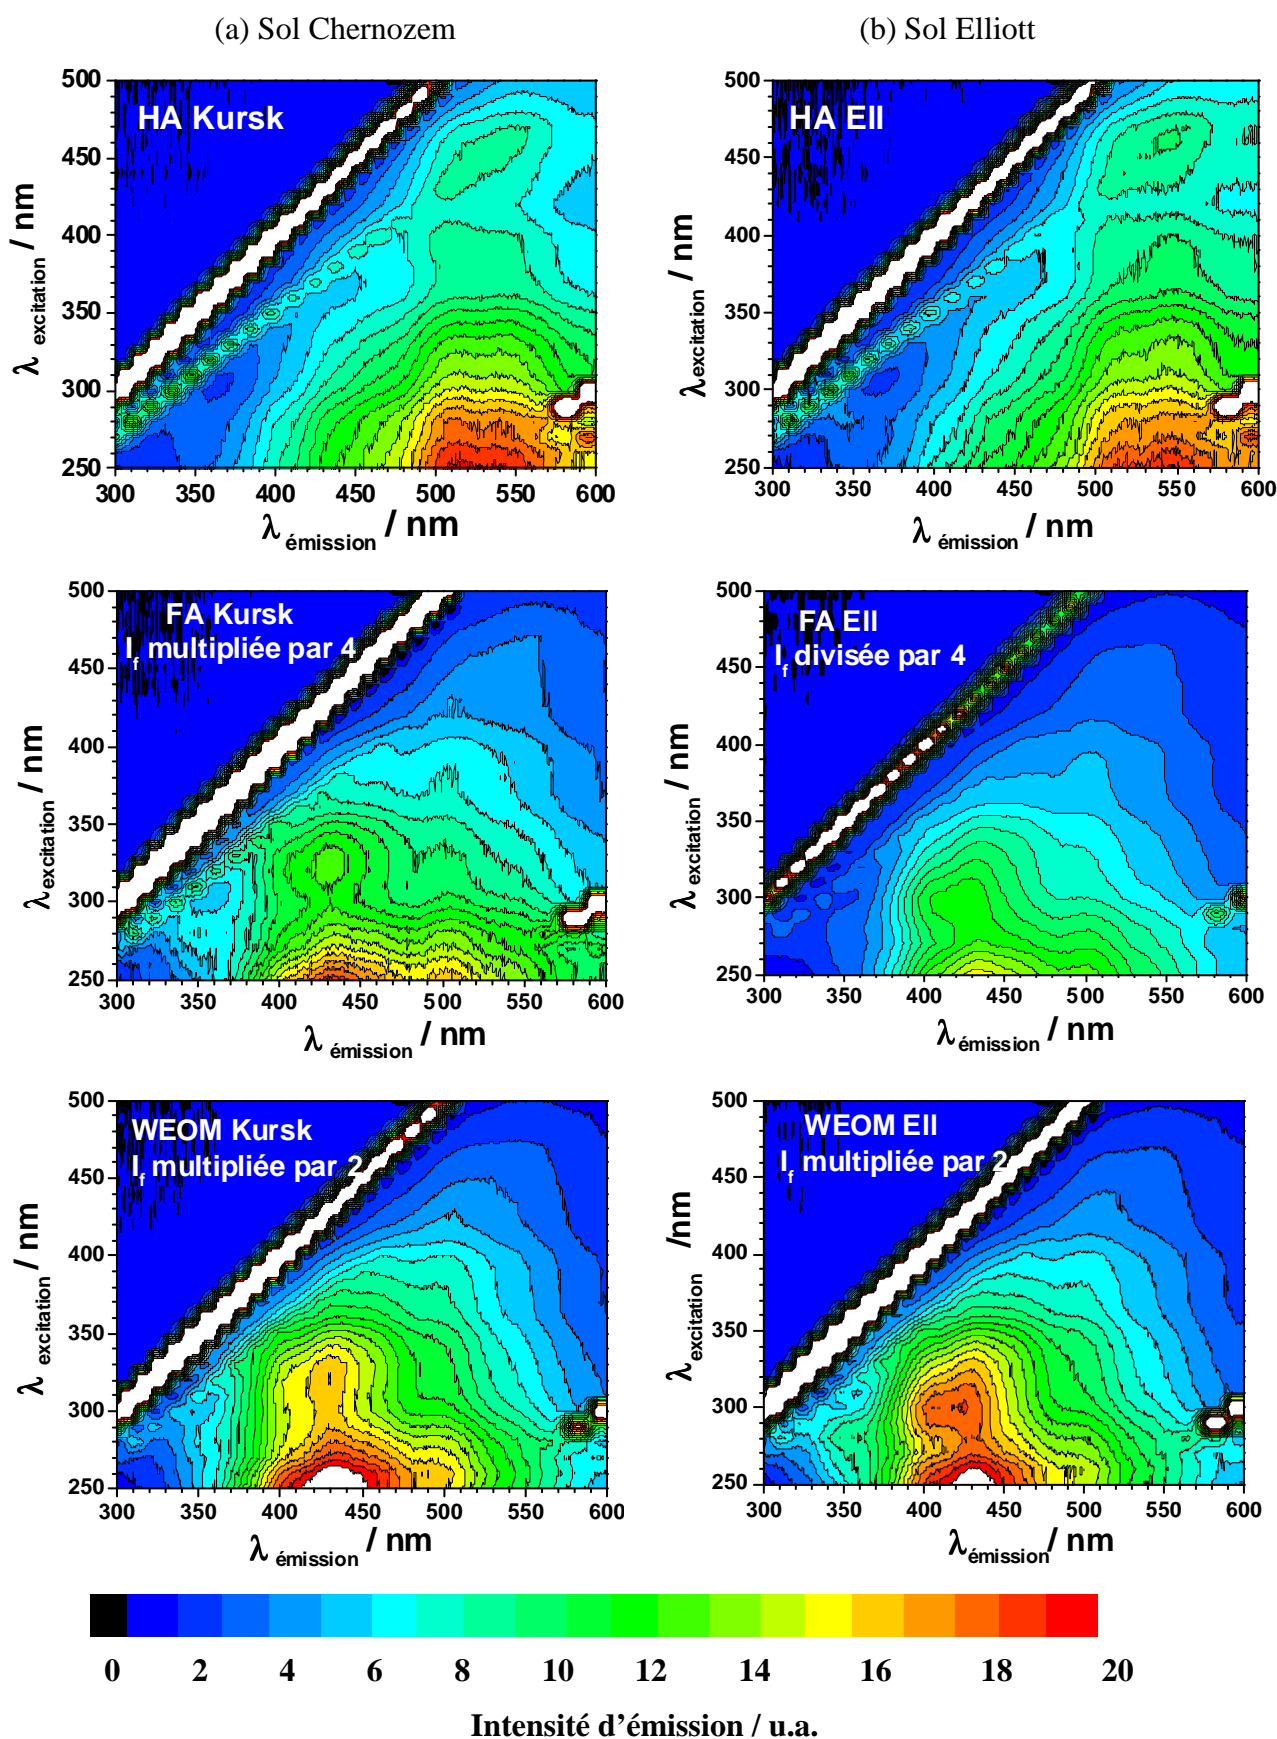 (a) Sol Chernozem
(b) Sol Elliott
HA Kursk
500
450
400
350
300
250
λ excitation / nm
300 350 400 450 500 550 600
λ émission / nm
HA Ell
500
450
400
350
300
250
λ excitation / nm
300 350 400 450 500 550 600
λ émission / nm
FA Kursk
If multipliée par 4
500
450
400
350
300
250
λ excitation / nm
300 350 400 450 500 550 600
λ émission / nm
FA Ell
If divisée par 4
500
450
400
350
300
250
λ excitation / nm
300 350 400 450 500 550 600
λ émission / nm
WEOM Kursk
If multipliée par 2
500
450
400
350
300
250
λ excitation / nm
300 350 400 450 500 550 600
λ émission / nm
WEOM Ell
If multipliée par 2
500
450
400
350
300
250
λ excitation /nm
300 350 400 450 500 550 600
λ émission / nm
0 2 4 6 8 10 12 14 16 18 20
Intensité d’émission / u.a.